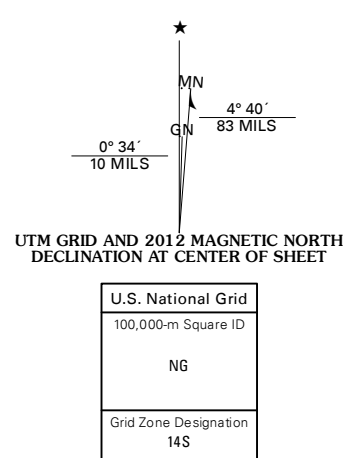 ★
MN
4° 40´
83 MILS
GN
0° 34´
10 MILS
UTM GRID AND 2012 MAGNETIC NORTH
DECLINATION AT CENTER OF SHEET
U.S. National Grid
100,000-m Square ID
NG
Grid Zone Designation
14S